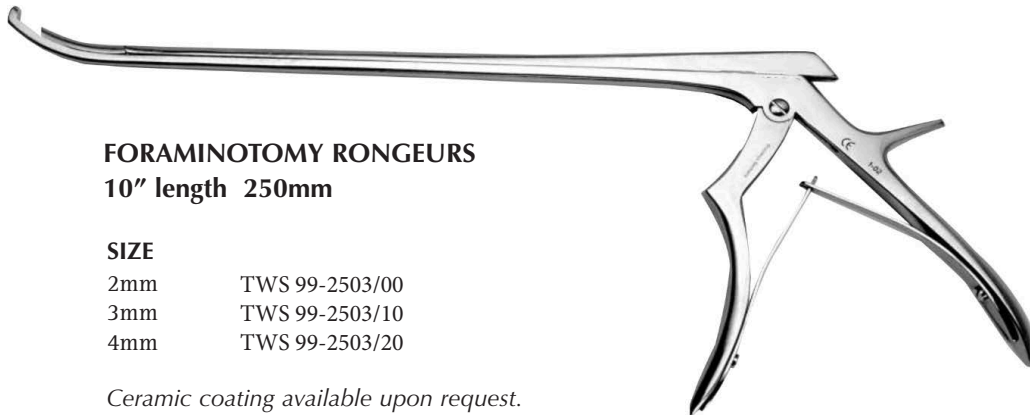 FORAMINOTOMY RONGEURS
10” length 250mm
SIZE
2mm TWS 99-2503/00
3mm TWS 99-2503/10
4mm TWS 99-2503/20
Ceramic coating available upon request.
CE